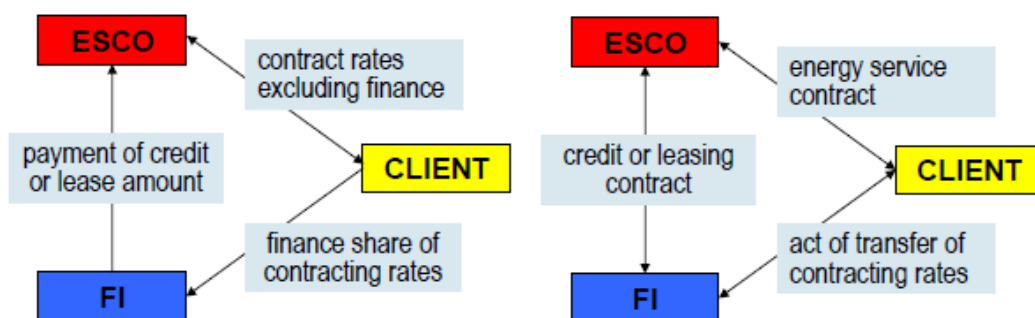 ESCO
contract rates
excluding finance
payment of credit
or lease amount
CLIENT
finance share of
contracting rates
FI
ESCO
energy service
contract
credit or leasing
contract
CLIENT
act of transfer of
contracting rates
FI